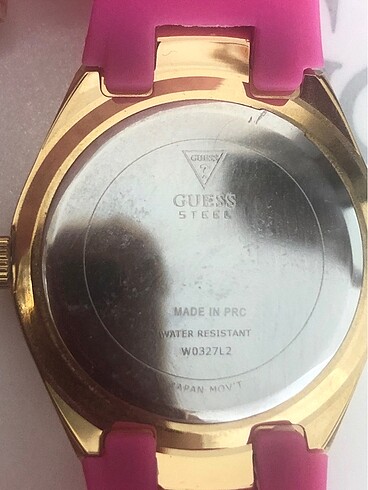 GUESS
?
GUESS
STEEL
MADE IN PRC
WATER RESISTANT
W0327L2
JAPAN MOV'T